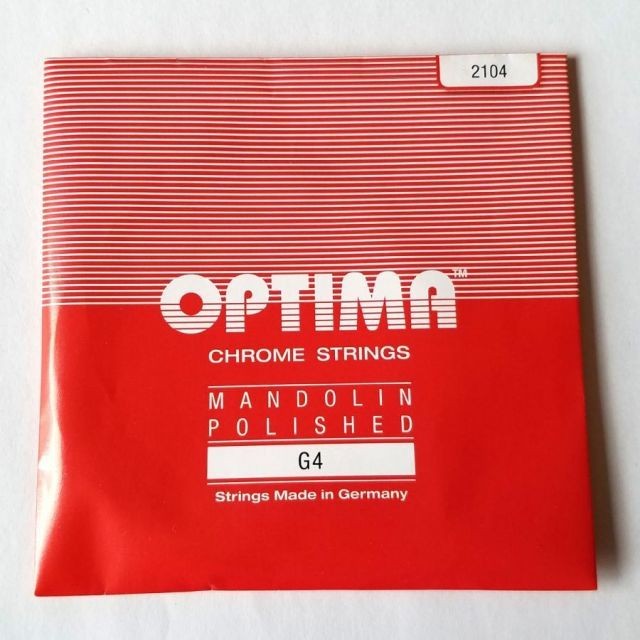 2104
OPTIMA™
CHROME STRINGS
MANDOLIN
POLISHED
G4
Strings Made in Germany